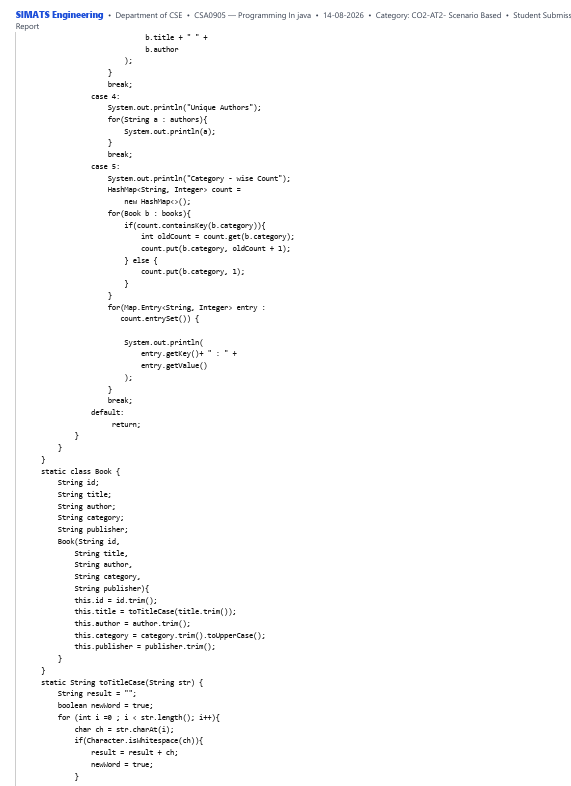 SIMATS Engineering • Department of CSE • CSA0905 — Programming In java • 14-08-2026 • Category: CO2-AT2- Scenario Based • Student Submiss
Report
b.title + " " +
b.author
);
}
break;
case 4:
System.out.println("Unique Authors");
for(String a : authors){
System.out.println(a);
}
break;
case 5:
System.out.println("Category - wise Count");
HashMap<String, Integer> count =
new HashMap<>();
for(Book b : books){
if(count.containsKey(b.category)){
int oldCount = count.get(b.category);
count.put(b.category, oldCount + 1);
} else {
count.put(b.category, 1);
}
}
for(Map.Entry<String, Integer> entry :
count.entrySet()) {
System.out.println(
entry.getKey()+ " : " +
entry.getValue()
);
}
break;
default:
return;
}
}
}
static class Book {
String id;
String title;
String author;
String category;
String publisher;
Book(String id,
String title,
String author,
String category,
String publisher){
this.id = id.trim();
this.title = toTitleCase(title.trim());
this.author = author.trim();
this.category = category.trim().toUpperCase();
this.publisher = publisher.trim();
}
}
static String toTitleCase(String str) {
String result = "";
boolean newWord = true;
for (int i =0 ; i < str.length(); i++){
char ch = str.charAt(i);
if(Character.isWhitespace(ch)){
result = result + ch;
newWord = true;
}